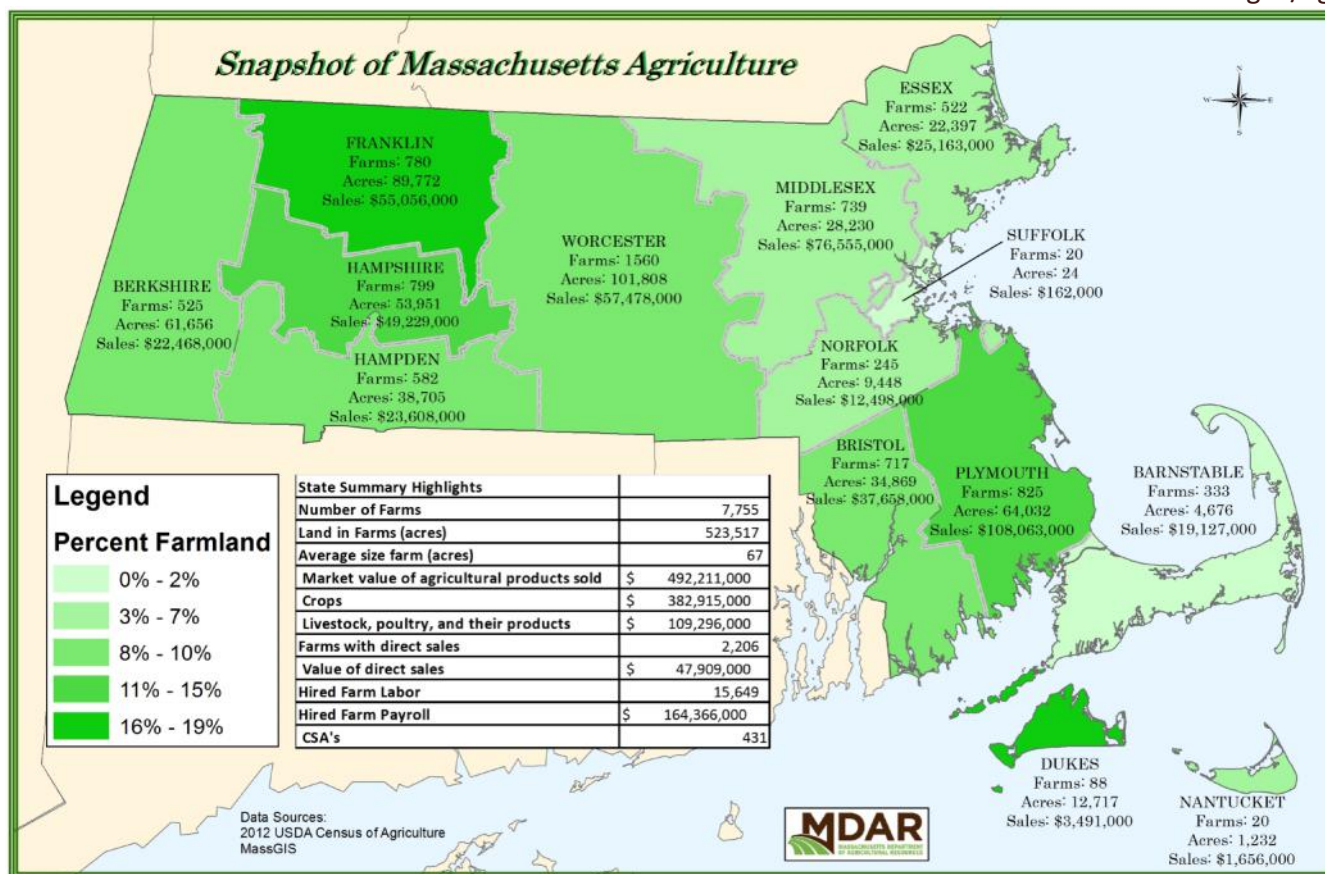 Snapshot of Massachusetts Agriculture
N
W E
S
ESSEX
Farms: 522
Acres: 22,397
Sales: $25,163,000
FRANKLIN
Farms: 780
Acres: 89,772
Sales: $55,056,000
MIDDLESEX
Farms: 739
Acres: 28,230
Sales: $76,555,000
SUFFOLK
Farms: 20
Acres: 24
Sales: $162,000
WORCESTER
Farms: 1560
Acres: 101,808
Sales: $57,478,000
HAMPSHIRE
Farms: 799
Acres: 53,951
Sales: $49,229,000
BERKSHIRE
Farms: 525
Acres: 61,656
Sales: $22,468,000
HAMPDEN
Farms: 582
Acres: 38,705
Sales: $23,608,000
NORFOLK
Farms: 245
Acres: 9,448
Sales: $12,498,000
BRISTOL
Farms: 717
Acres: 34,869
Sales: $37,658,000
PLYMOUTH
Farms: 825
Acres: 64,032
Sales: $108,063,000
BARNSTABLE
Farms: 333
Acres: 4,676
Sales: $19,127,000
DUKES
Farms: 88
Acres: 12,717
Sales: $3,491,000
NANTUCKET
Farms: 20
Acres: 1,232
Sales: $1,656,000
Legend
Percent Farmland
0% - 2%
3% - 7%
8% - 10%
11% - 15%
16% - 19%
State Summary Highlights
Number of Farms 7,755
Land in Farms (acres) 523,517
Average size farm (acres) 67
Market value of agricultural products sold $ 492,211,000
Crops $ 382,915,000
Livestock, poultry, and their products $ 109,296,000
Farms with direct sales 2,206
Value of direct sales $ 47,909,000
Hired Farm Labor 15,649
Hired Farm Payroll $ 164,366,000
CSA's 431
Data Sources:
2012 USDA Census of Agriculture
MassGIS
MDAR
MASSACHUSETTS DEPARTMENT
OF AGRICULTURAL RESOURCES